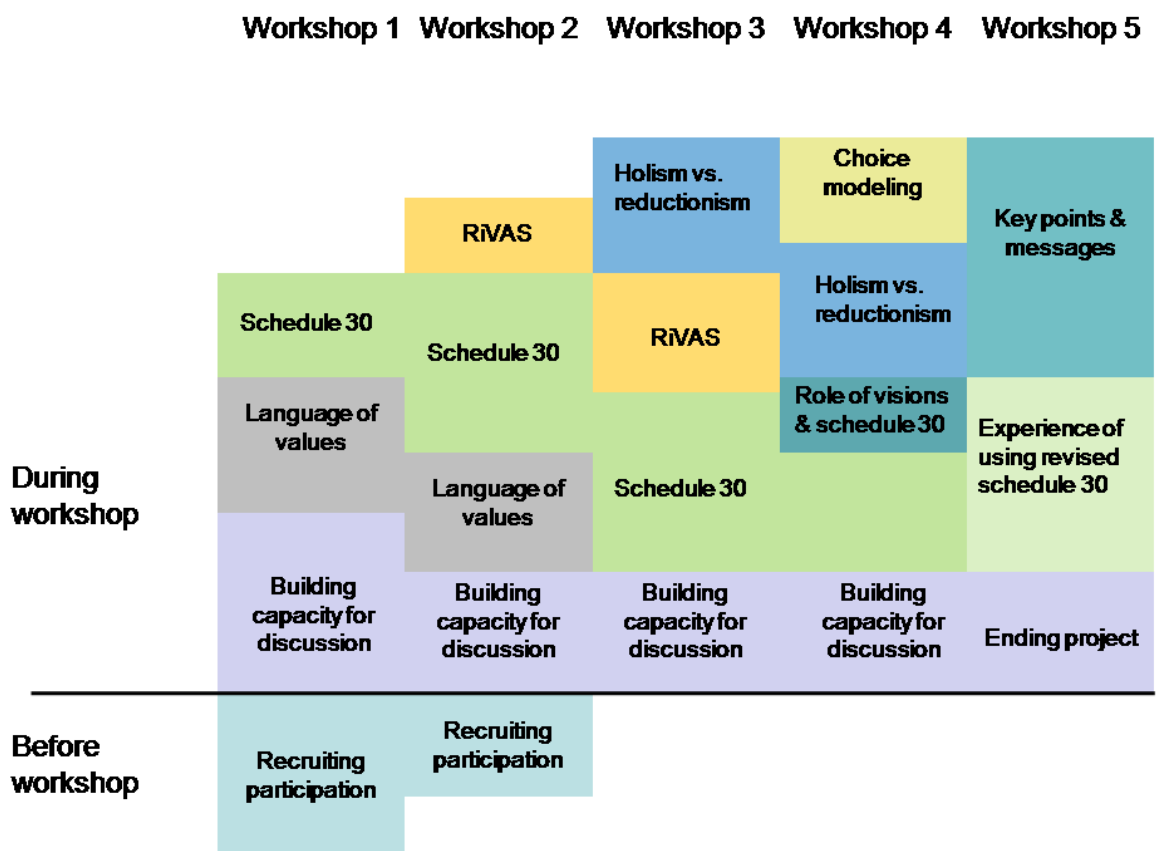 Workshop 1 Workshop 2 Workshop 3 Workshop 4 Workshop 5
Holism vs.
reductionism
Choice
modeling
Key points &
messages
RiVAS
Holism vs.
reductionism
Schedule 30
Schedule 30
RiVAS
Role of visions
& schedule 30
Language of
values
Experience of
using revised
schedule 30
During
workshop
Language of
values
Schedule 30
Building
capacity for
discussion
Building
capacity for
discussion
Building
capacity for
discussion
Building
capacity for
discussion
Ending project
Before
workshop
Recruiting
participation
Recruiting
participation